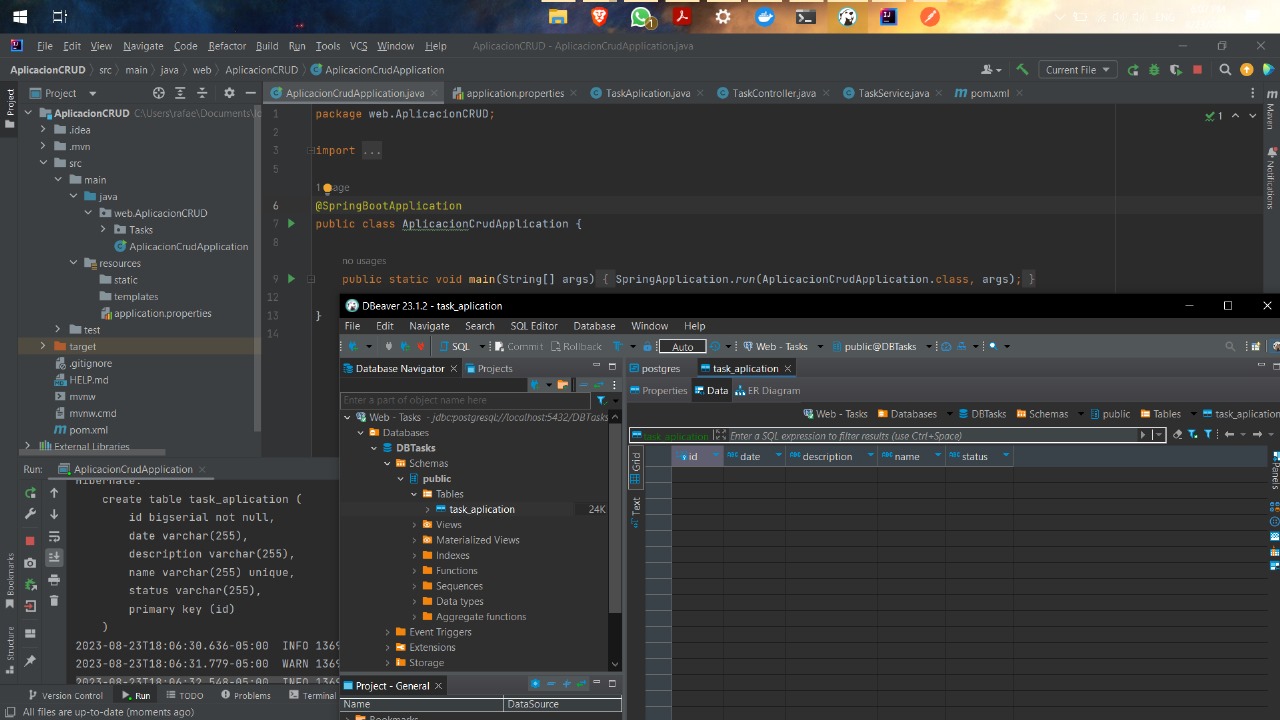 1
File Edit View Navigate Code Refactor Build Run Tools VCS Window Help AplicacionCRUD - AplicacionCrudApplication.java
AplicacionCRUD src main java web AplicacionCRUD AplicacionCrudApplication
Current File
Project
AplicacionCrudApplication.java application.properties TaskAplication.java TaskController.java TaskService.java pom.xml
Project
Maven
Notifications
AplicacionCRUD C:\Users\rafae\Documents\
.idea
.mvn
src
main
java
web.AplicacionCRUD
Tasks
AplicacionCrudApplication
resources
static
templates
application.properties
test
target
.gitignore
HELP.md
mvnw
mvnw.cmd
pom.xml
External Libraries
1 package web.AplicacionCRUD;
1
2
3 import ...
5
1 age
6 @SpringBootApplication
7 public class AplicacionCrudApplication {
8
no usages
9 public static void main(String[] args) { SpringApplication.run(AplicacionCrudApplication.class, args); }
12
13 }
14
Run: AplicacionCrudApplication
Hibernate:
create table task_aplication (
id bigserial not null,
date varchar(255),
description varchar(255),
name varchar(255) unique,
status varchar(255),
primary key (id)
)
2023-08-23T18:06:30.636-05:00 INFO 1369
2023-08-23T18:06:31.779-05:00 WARN 1369
2023-08-23T18:06:32.548-05:00 INFO 1369
Bookmarks
Structure
Version Control Run TODO Problems Terminal
All files are up-to-date (moments ago)
DBeaver 23.1.2 - task_aplication
File Edit Navigate Search SQL Editor Database Window Help
SQL Commit Rollback Auto Web - Tasks public@DBTasks
Database Navigator Projects
Enter a part of object name here
Web - Tasks - jdbc:postgresql://localhost:5432/DBTasks
Databases
DBTasks
Schemas
public
Tables
task_aplication 24K
Views
Materialized Views
Indexes
Functions
Sequences
Data types
Aggregate functions
Event Triggers
Extensions
Storage
Project - General
Name DataSource
Bookmarks
postgres task_aplication
Properties Data ER Diagram
Web - Tasks Databases DBTasks Schemas public Tables task_aplication
task_aplication Enter a SQL expression to filter results (use Ctrl+Space)
Grid
Text
id date description name status
Panels